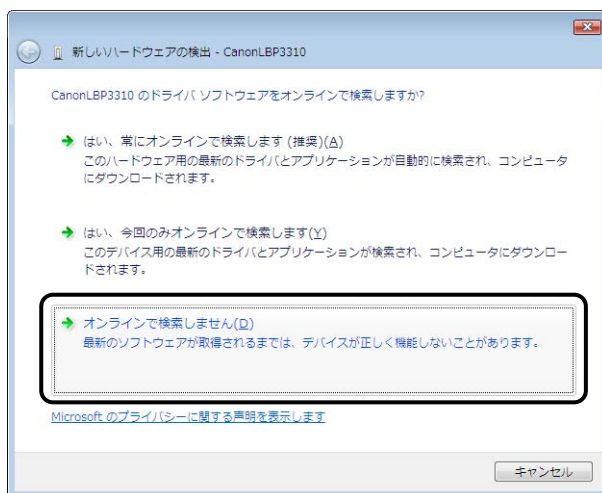 新しいハードウェアの検出 - CanonLBP3310
CanonLBP3310 のドライバ ソフトウェアをオンラインで検索しますか?
はい、常にオンラインで検索します (推奨)(A)
このハードウェア用の最新のドライバとアプリケーションが自動的に検索され、コンピュータ
にダウンロードされます。
はい、今回のみオンラインで検索します(Y)
このデバイス用の最新のドライバとアプリケーションが検索され、コンピュータにダウンロー
ドされます。
オンラインで検索しません(D)
最新のソフトウェアが取得されるまでは、デバイスが正しく機能しないことがあります。
Microsoft のプライバシーに関する声明を表示します
キャンセル